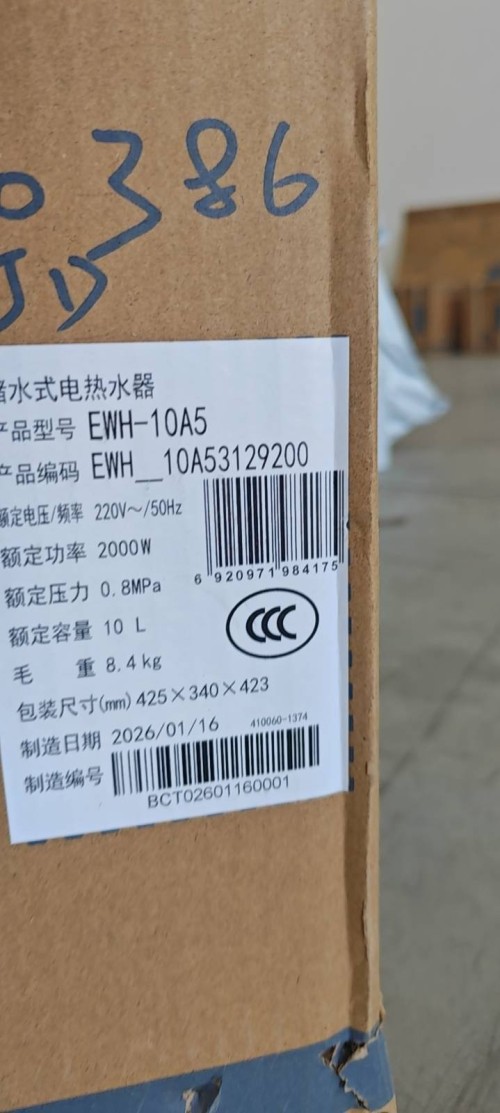 0386
JD
储水式电热水器
产品型号 EWH-10A5
产品编码 EWH__10A53129200
额定电压/频率 220V~/50Hz
额定功率 2000W
6 920971 984175
额定压力 0.8MPa
额定容量 10 L
CCC
毛 重 8.4kg
包装尺寸(mm) 425×340×423
制造日期 2026/01/16 410060-1374
制造编号
BCT02601160001